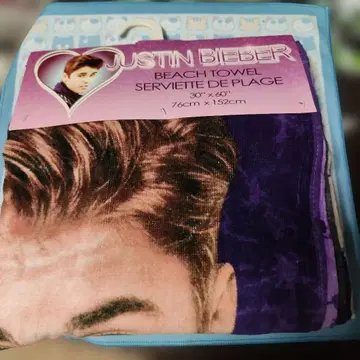 JUSTIN BIEBER
BEACH TOWEL
SERVIETTE DE PLAGE
30" x 60"
76cm x 152cm